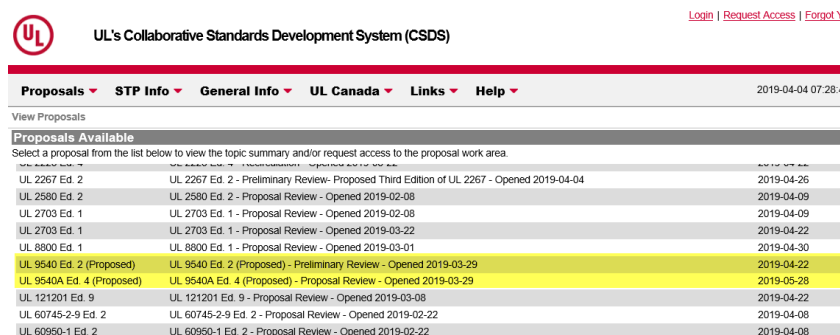 Login | Request Access | Forgot
UL
UL's Collaborative Standards Development System (CSDS)
Proposals STP Info General Info UL Canada Links Help 2019-04-04 07:28:
View Proposals
Proposals Available
Select a proposal from the list below to view the topic summary and/or request access to the proposal work area.
UL 2267 Ed. 2 UL 2267 Ed. 2 - Preliminary Review- Proposed Third Edition of UL 2267 - Opened 2019-04-04 2019-04-26
UL 2580 Ed. 2 UL 2580 Ed. 2 - Proposal Review - Opened 2019-02-08 2019-04-09
UL 2703 Ed. 1 UL 2703 Ed. 1 - Proposal Review - Opened 2019-02-08 2019-04-09
UL 2703 Ed. 1 UL 2703 Ed. 1 - Proposal Review - Opened 2019-03-22 2019-04-22
UL 8800 Ed. 1 UL 8800 Ed. 1 - Proposal Review - Opened 2019-03-01 2019-04-30
UL 9540 Ed. 2 (Proposed) UL 9540 Ed. 2 (Proposed) - Preliminary Review - Opened 2019-03-29 2019-04-22
UL 9540A Ed. 4 (Proposed) UL 9540A Ed. 4 (Proposed) - Proposal Review - Opened 2019-03-29 2019-05-28
UL 121201 Ed. 9 UL 121201 Ed. 9 - Proposal Review - Opened 2019-03-08 2019-04-22
UL 60745-2-9 Ed. 2 UL 60745-2-9 Ed. 2 - Proposal Review - Opened 2019-02-22 2019-04-08
UL 60950-1 Ed. 2 UL 60950-1 Ed. 2 - Proposal Review - Opened 2019-02-22 2019-04-08